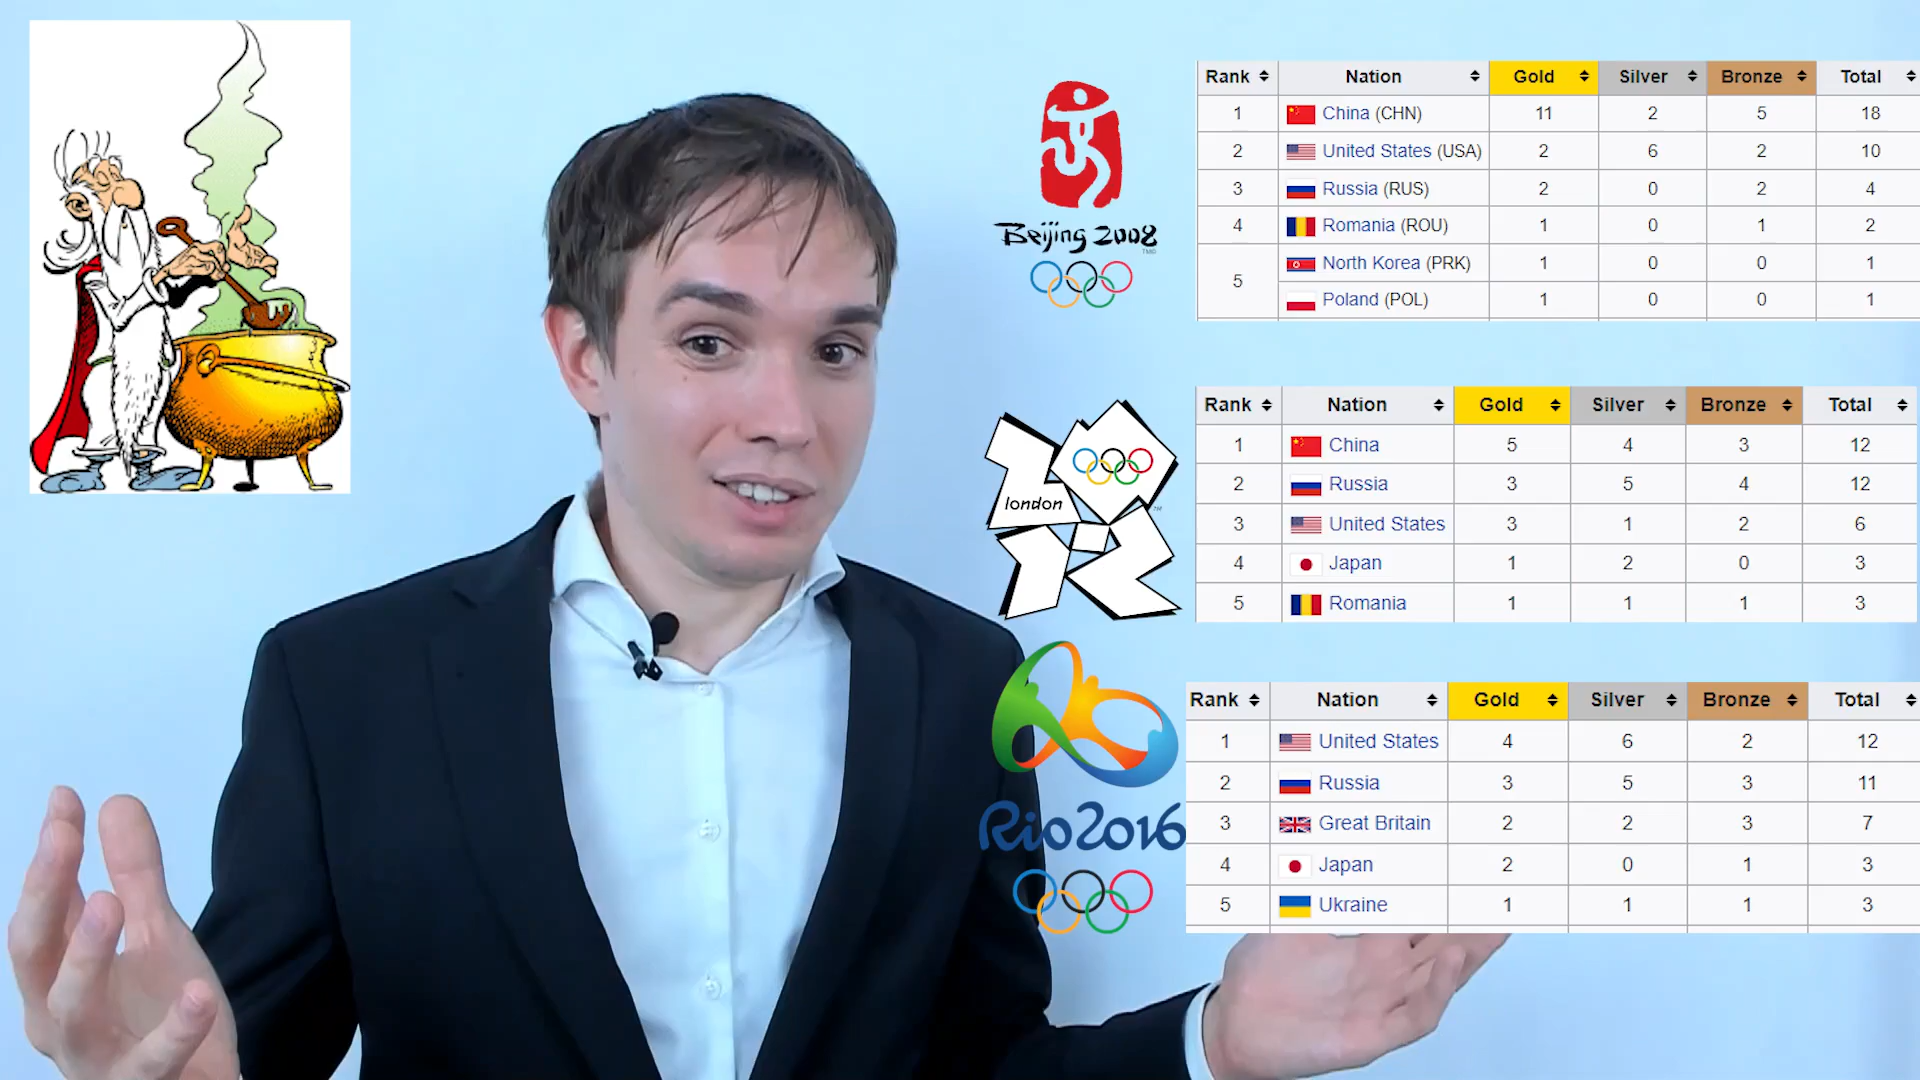 Beijing 2008
TM©
Rank Nation Gold Silver Bronze Total
1 China (CHN) 11 2 5 18
2 United States (USA) 2 6 2 10
3 Russia (RUS) 2 0 2 4
4 Romania (ROU) 1 0 1 2
5 North Korea (PRK) 1 0 0 1
Poland (POL) 1 0 0 1
london
TM
Rank Nation Gold Silver Bronze Total
1 China 5 4 3 12
2 Russia 3 5 4 12
3 United States 3 1 2 6
4 Japan 1 2 0 3
5 Romania 1 1 1 3
Rio2016
Rank Nation Gold Silver Bronze Total
1 United States 4 6 2 12
2 Russia 3 5 3 11
3 Great Britain 2 2 3 7
4 Japan 2 0 1 3
5 Ukraine 1 1 1 3